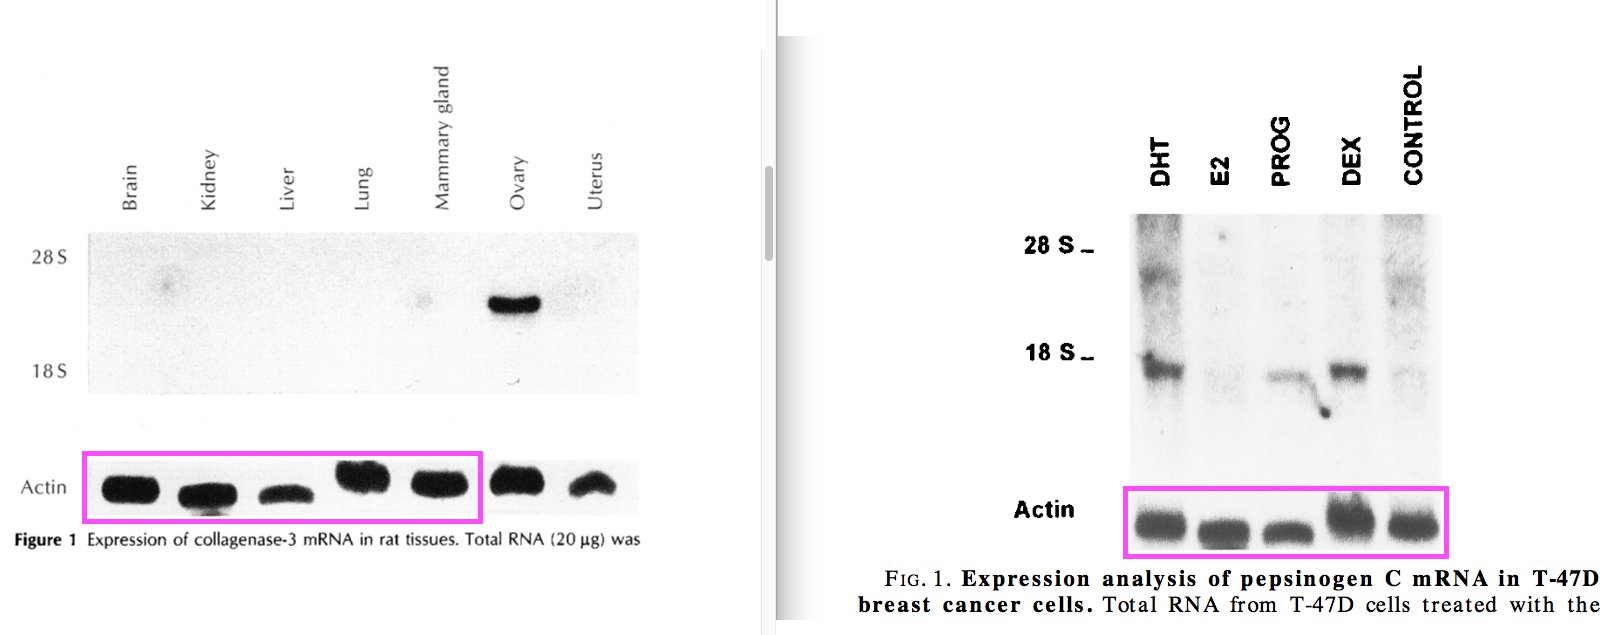 Brain
Kidney
Liver
Lung
Mammary gland
Ovary
Uterus
28 S
18 S
Actin
Figure 1 Expression of collagenase-3 mRNA in rat tissues. Total RNA (20 µg) was
DHT
E2
PROG
DEX
CONTROL
28 S –
18 S –
Actin
FIG. 1. Expression analysis of pepsinogen C mRNA in T-47D
breast cancer cells. Total RNA from T-47D cells treated with the